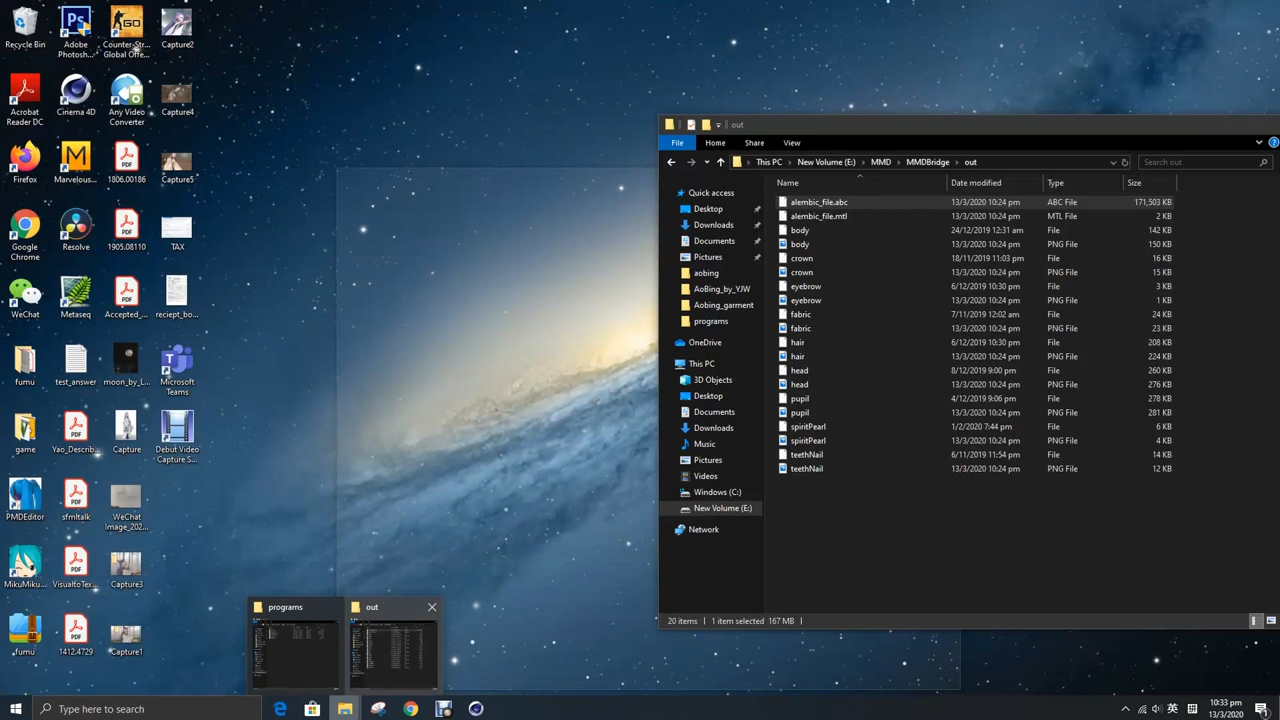 Recycle Bin
Adobe
Photosh...
Counter-Str...
Global Offe...
Capture2
Acrobat
Reader DC
Cinema 4D
Any Video
Converter
Capture4
Firefox
Marvelous...
1806.00186
Capture5
Google
Chrome
Resolve
1905.08110
TAX
WeChat
Metaseq
Accepted_...
reciept_bo...
fumu
test_answer
moon_by_L...
Microsoft
Teams
game
Yao_Describ...
Capture
Debut Video
Capture S...
PMDEditor
sfmltalk
WeChat
Image_202...
MikuMiku...
VisualtoTex...
Capture3
fumu
1412.4729
Capture1
programs
out
out
File
Home
Share
View
This PC
New Volume (E:)
MMD
MMDBridge
out
Search out
Quick access
Desktop
Downloads
Documents
Pictures
aobing
AoBing_by_YJW
Aobing_garment
programs
OneDrive
This PC
3D Objects
Desktop
Documents
Downloads
Music
Pictures
Videos
Windows (C:)
New Volume (E:)
Network
Name Date modified Type Size
alembic_file.abc 13/3/2020 10:24 pm ABC File 171,503 KB
alembic_file.mtl 13/3/2020 10:24 pm MTL File 2 KB
body 24/12/2019 12:31 am File 142 KB
body 13/3/2020 10:24 pm PNG File 150 KB
crown 18/11/2019 11:03 pm File 16 KB
crown 13/3/2020 10:24 pm PNG File 15 KB
eyebrow 6/12/2019 10:30 pm File 3 KB
eyebrow 13/3/2020 10:24 pm PNG File 1 KB
fabric 7/11/2019 12:02 am File 24 KB
fabric 13/3/2020 10:24 pm PNG File 23 KB
hair 6/12/2019 10:30 pm File 208 KB
hair 13/3/2020 10:24 pm PNG File 224 KB
head 8/12/2019 9:00 pm File 260 KB
head 13/3/2020 10:24 pm PNG File 276 KB
pupil 4/12/2019 9:06 pm File 278 KB
pupil 13/3/2020 10:24 pm PNG File 281 KB
spiritPearl 1/2/2020 7:44 pm File 6 KB
spiritPearl 13/3/2020 10:24 pm PNG File 4 KB
teethNail 6/11/2019 11:54 pm File 14 KB
teethNail 13/3/2020 10:24 pm PNG File 12 KB
20 items 1 item selected 167 MB
Type here to search
英
拼
10:33 pm
13/3/2020